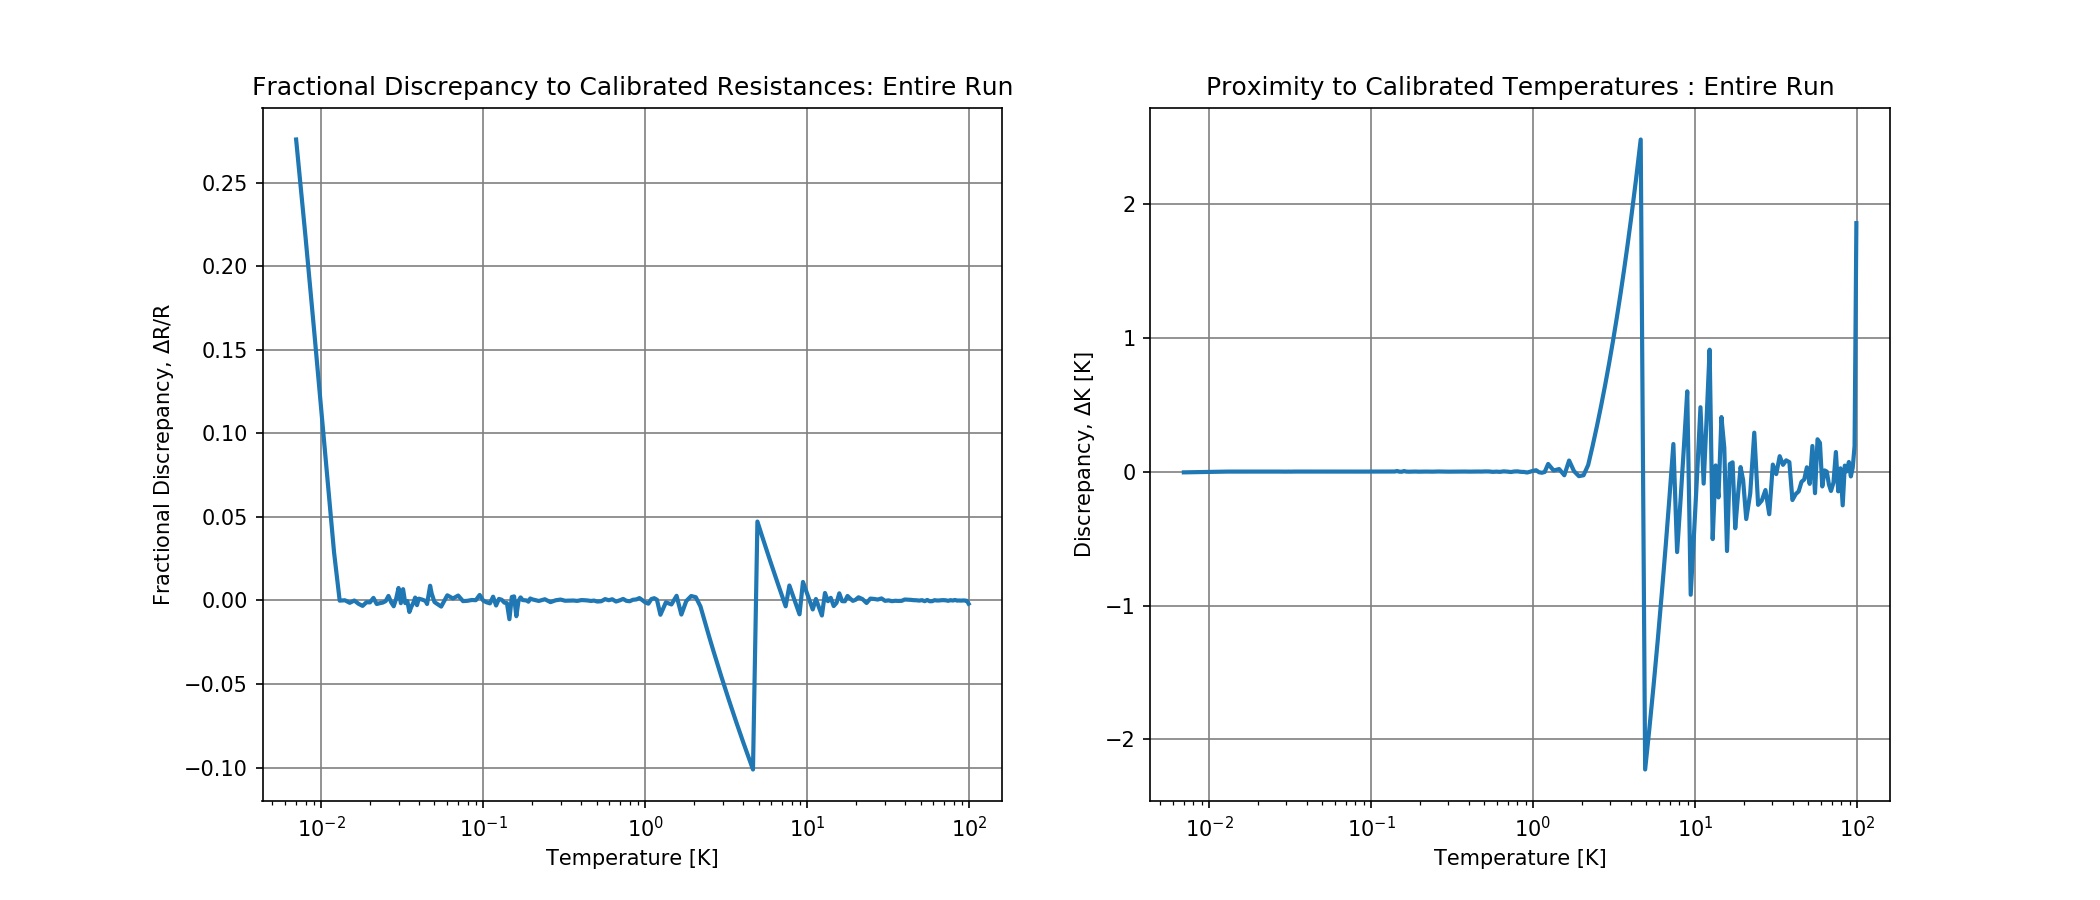 Fractional Discrepancy to Calibrated Resistances: Entire Run
Fractional Discrepancy, ΔR/R
0.25
0.20
0.15
0.10
0.05
0.00
−0.05
−0.10
10⁻² 10⁻¹ 10⁰ 10¹ 10²
Temperature [K]
Proximity to Calibrated Temperatures : Entire Run
Discrepancy, ΔK [K]
2
1
0
−1
−2
10⁻² 10⁻¹ 10⁰ 10¹ 10²
Temperature [K]